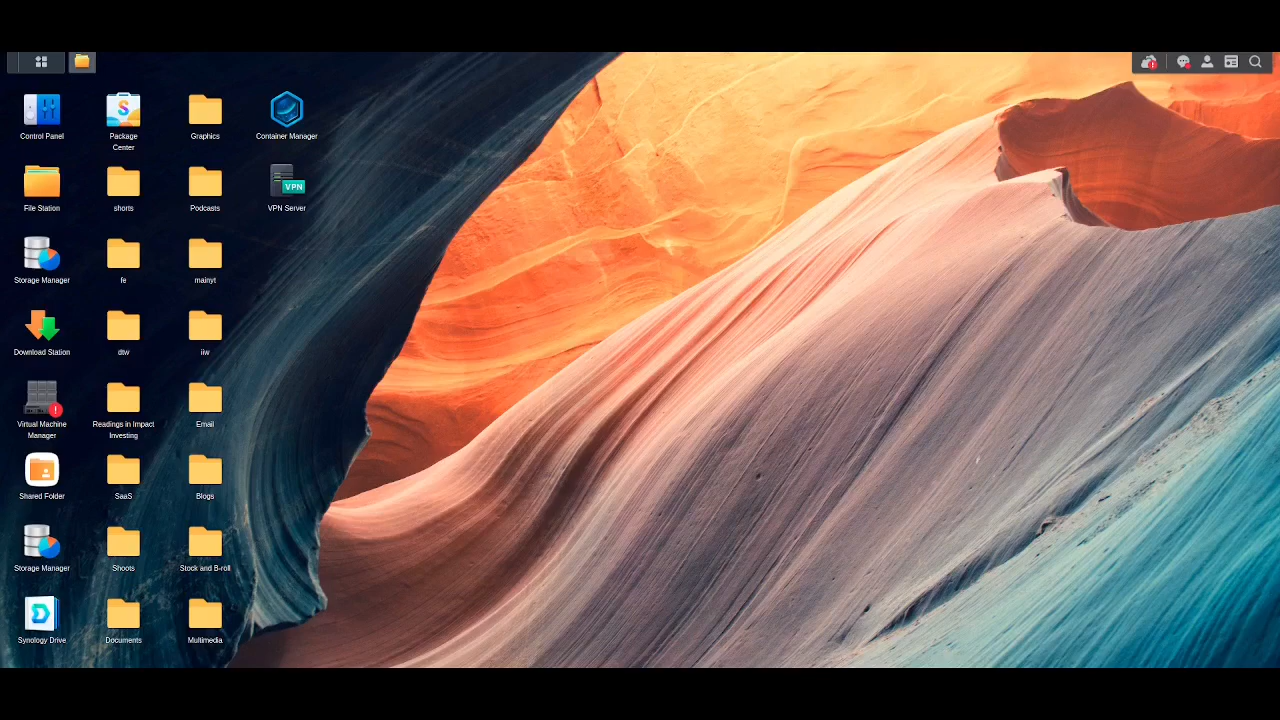 Control Panel
Package
Center
Graphics
Container Manager
File Station
shorts
Podcasts
VPN
VPN Server
Storage Manager
fe
mainyt
Download Station
dtw
iiw
Virtual Machine
Manager
Readings in Impact
Investing
Email
Shared Folder
SaaS
Blogs
Storage Manager
Shoots
Stock and B-roll
Synology Drive
Documents
Multimedia